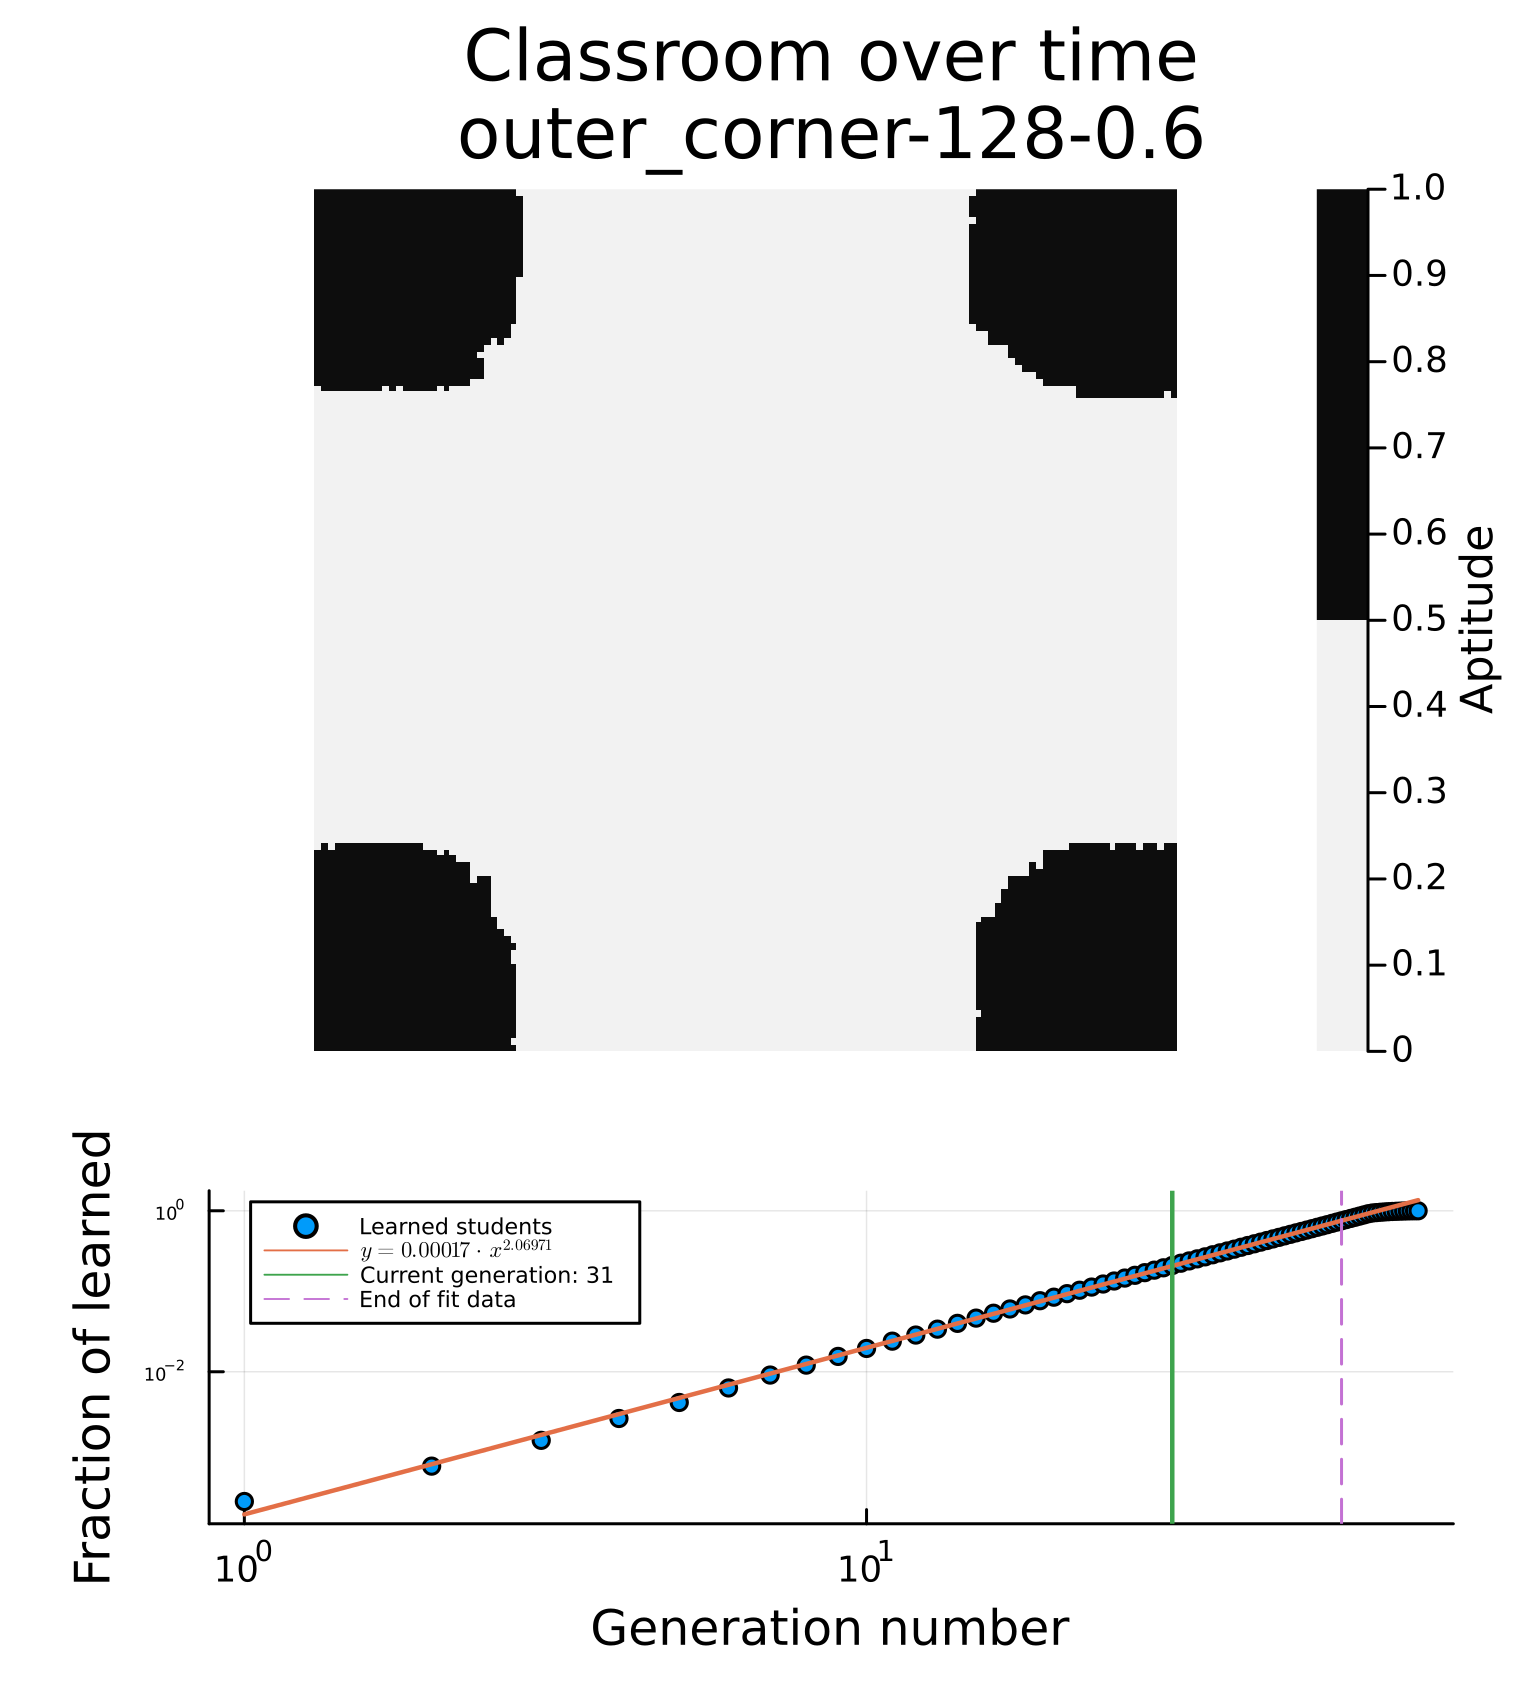 Classroom over time
outer_corner-128-0.6
1.0
0.9
0.8
0.7
0.6
0.5
0.4
0.3
0.2
0.1
0
Aptitude
Fraction of learned
10⁰
10⁻²
Learned students
y = 0.00017 · x^2.06971
Current generation: 31
End of fit data
10⁰
10¹
Generation number